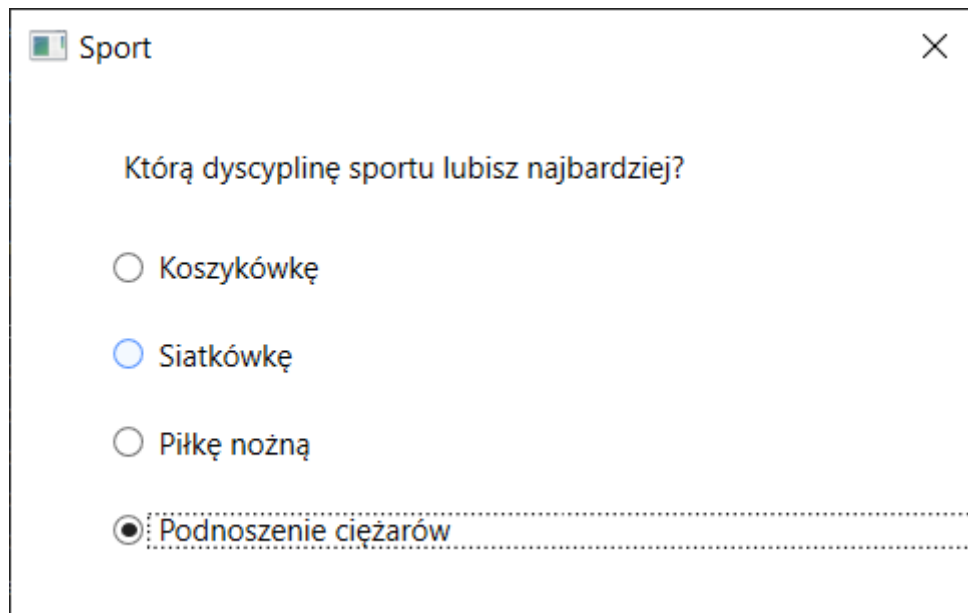 Sport
Którą dyscyplinę sportu lubisz najbardziej?
Koszykówkę
Siatkówkę
Piłkę nożną
Podnoszenie ciężarów